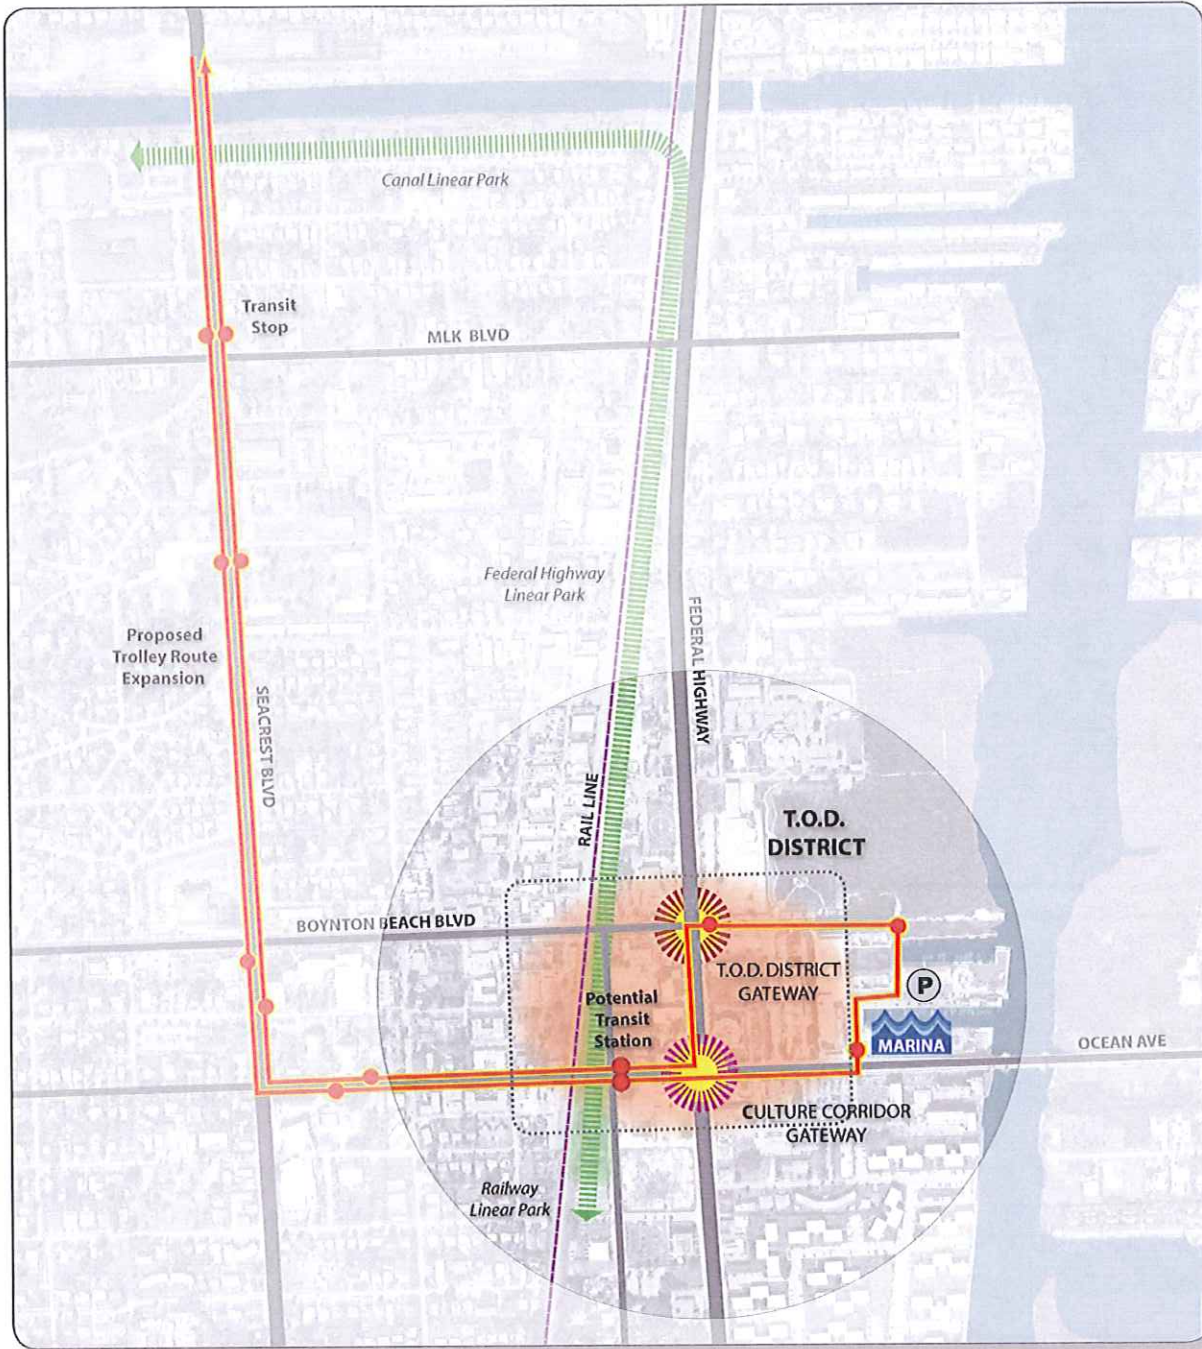 Canal Linear Park
Transit
Stop
MLK BLVD
Federal Highway
Linear Park
FEDERAL HIGHWAY
Proposed
Trolley Route
Expansion
SEACREST BLVD
RAIL LINE
T.O.D.
DISTRICT
BOYNTON BEACH BLVD
T.O.D. DISTRICT
GATEWAY
P
Potential
Transit
Station
MARINA
OCEAN AVE
CULTURE CORRIDOR
GATEWAY
Railway
Linear Park